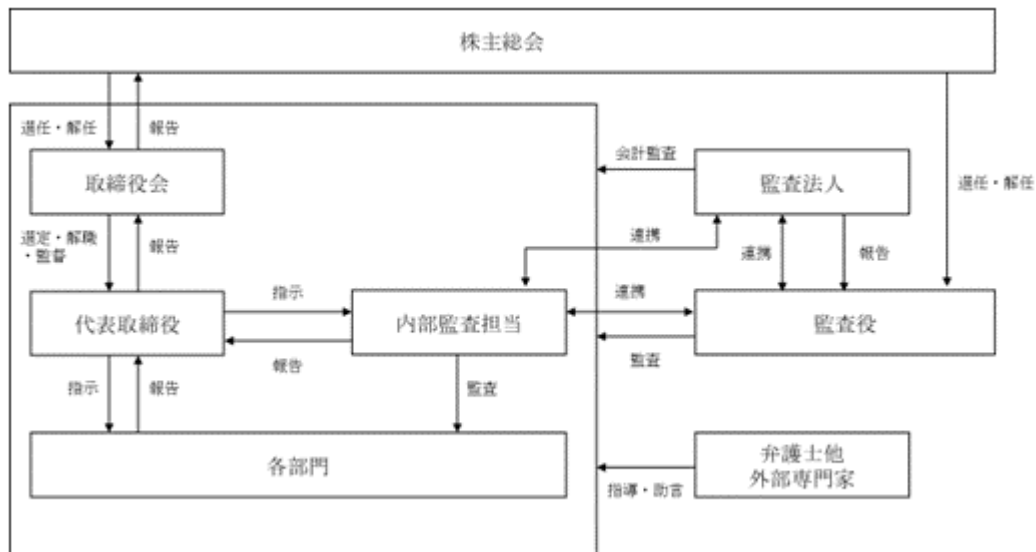 株主総会
選任・解任
報告
会計監査
取締役会
監査法人
選任・解任
選定・解職
・監督
報告
連携
連携
報告
指示
連携
代表取締役
内部監査担当
監査役
報告
監査
指示
報告
監査
各部門
弁護士他
外部専門家
指導・助言